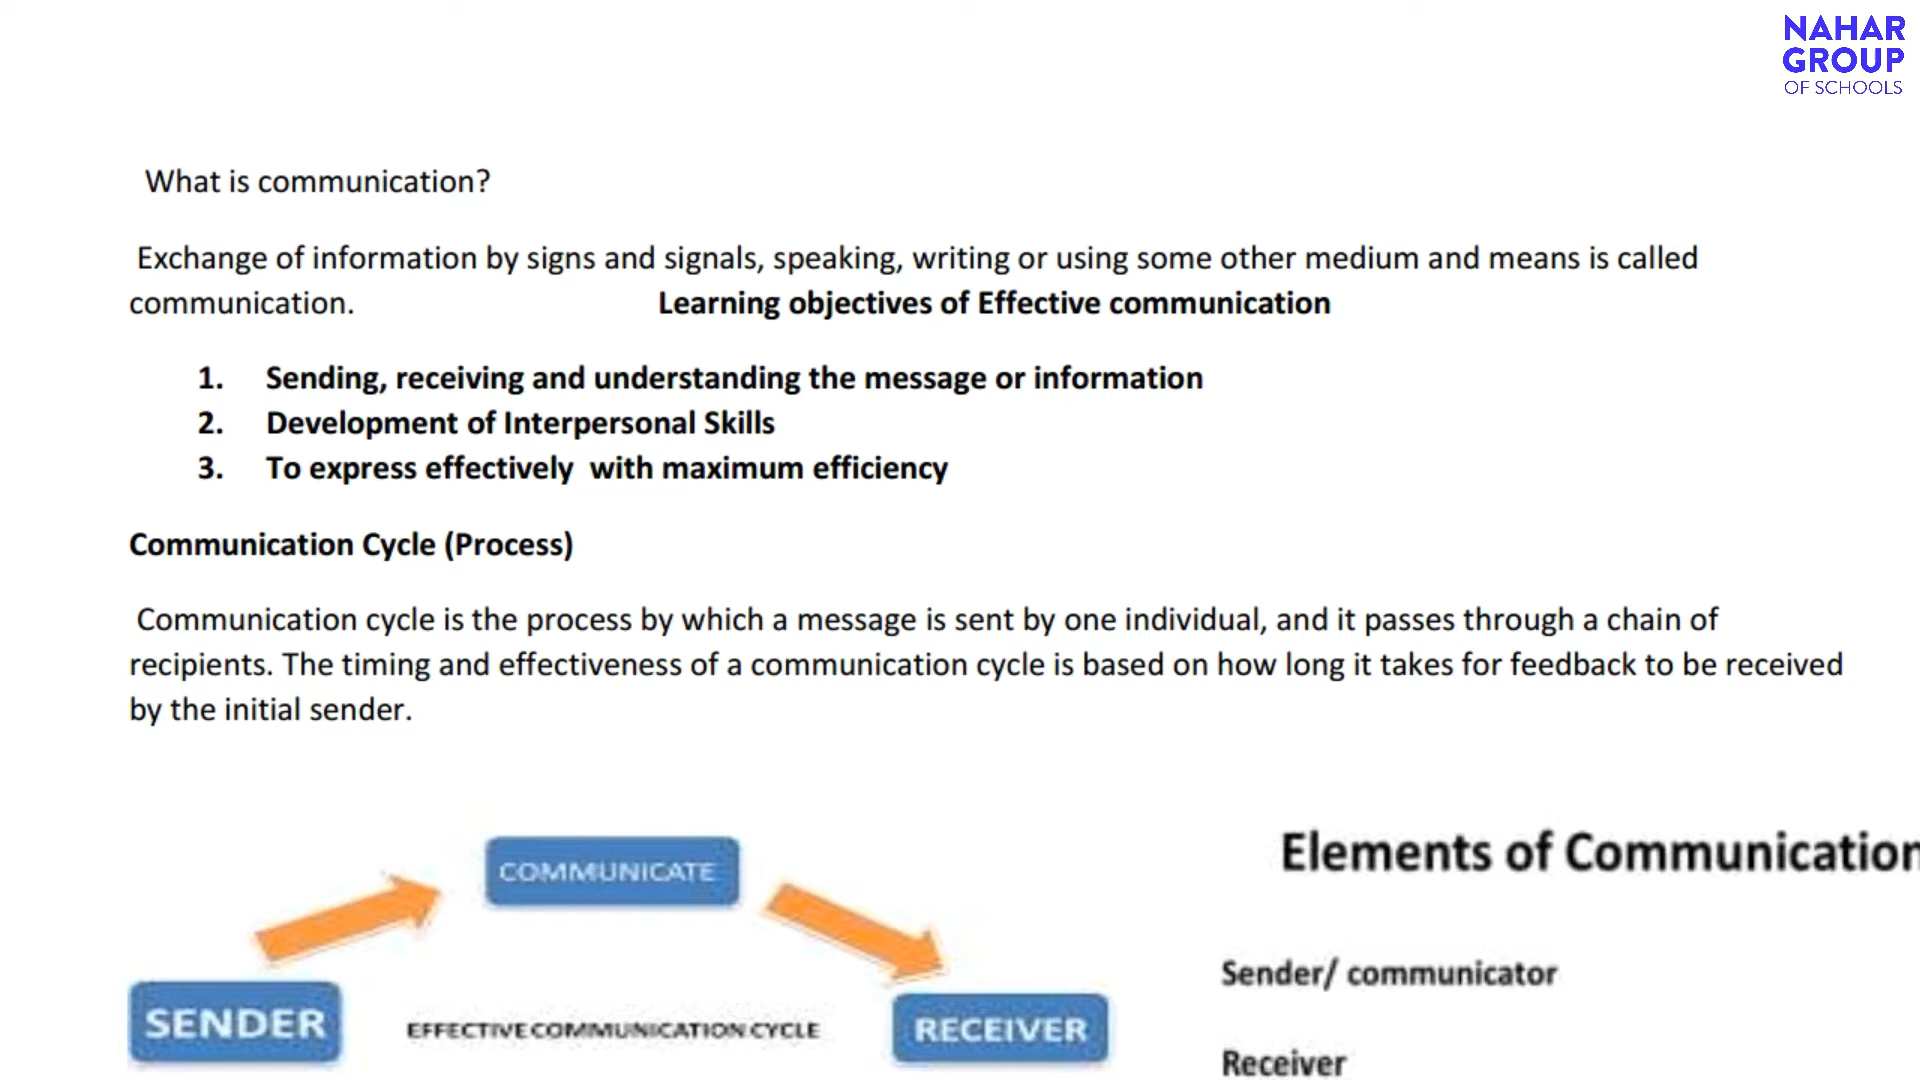 NAHAR
GROUP
OF SCHOOLS
What is communication?
Exchange of information by signs and signals, speaking, writing or using some other medium and means is called
communication. Learning objectives of Effective communication
1. Sending, receiving and understanding the message or information
2. Development of Interpersonal Skills
3. To express effectively with maximum efficiency
Communication Cycle (Process)
Communication cycle is the process by which a message is sent by one individual, and it passes through a chain of
recipients. The timing and effectiveness of a communication cycle is based on how long it takes for feedback to be received
by the initial sender.
COMMUNICATE
SENDER
EFFECTIVE COMMUNICATION CYCLE
RECEIVER
Elements of Communication
Sender/ communicator
Receiver